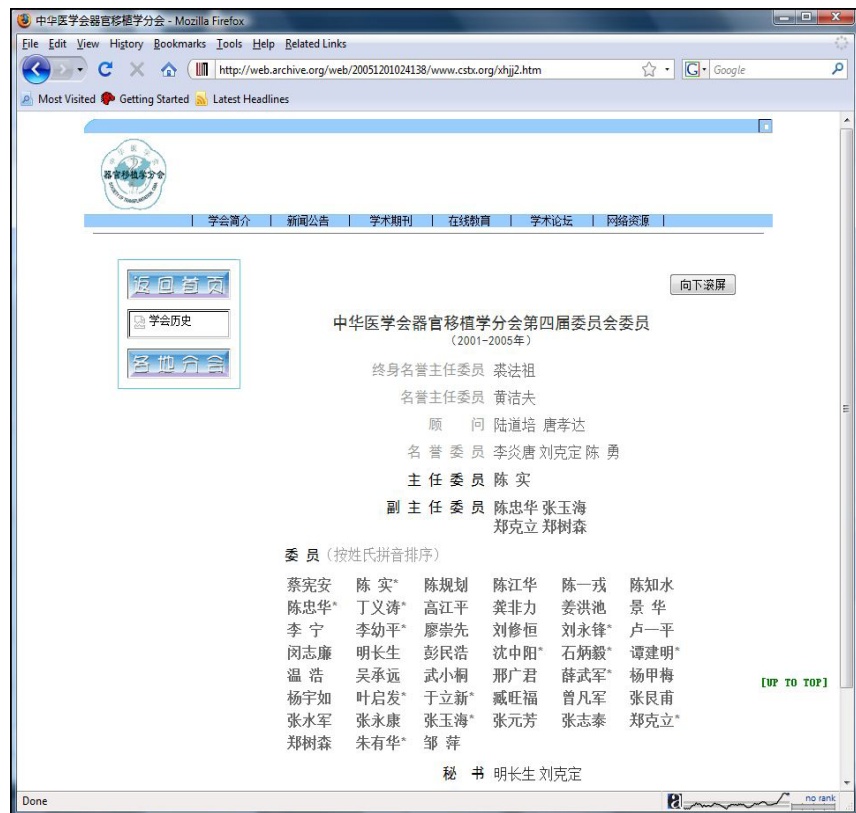 中华医学会器官移植学分会 - Mozilla Firefox
File Edit View History Bookmarks Tools Help Related Links
http://web.archive.org/web/20051201024138/www.cstx.org/xhjj2.htm
Google
Most Visited Getting Started Latest Headlines
器官移植学分会
| 学会简介 | 新闻公告 | 学术期刊 | 在线教育 | 学术论坛 | 网络资源 |
返回首页
向下滚屏
学会历史
各地分会
中华医学会器官移植学分会第四届委员会委员
(2001-2005年)
终身名誉主任委员 裘法祖
名誉主任委员 黄洁夫
顾 问 陆道培 唐孝达
名 誉 委 员 李炎唐 刘克定 陈 勇
主 任 委 员 陈 实
副 主 任 委 员 陈忠华 张玉海
郑克立 郑树森
委 员 (按姓氏拼音排序)
蔡宪安 陈 实* 陈规划 陈江华 陈一戎 陈知水
陈忠华* 丁义涛* 高江平 龚非力 姜洪池 景 华
李 宁 李幼平* 廖崇先 刘修恒 刘永锋* 卢一平
闵志廉 明长生 彭民浩 沈中阳* 石炳毅* 谭建明*
温 浩 吴承远 武小桐 邢广君 薛武军* 杨甲梅
杨宇如 叶启发* 于立新* 臧旺福 曾凡军 张艮甫
张水军 张永康 张玉海* 张元芳 张志泰 郑克立*
郑树森 朱有华* 邹 萍
[UP TO TOP]
秘 书 明长生 刘克定
Done
no rank